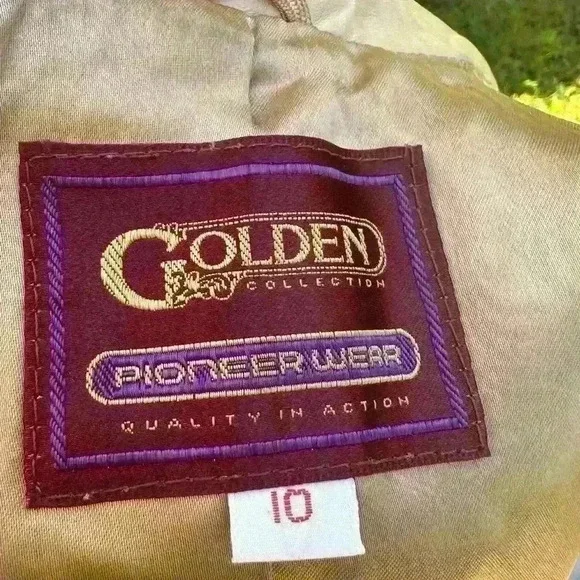 GOLDEN
COLLECTION
PIONEER WEAR
QUALITY IN ACTION
10